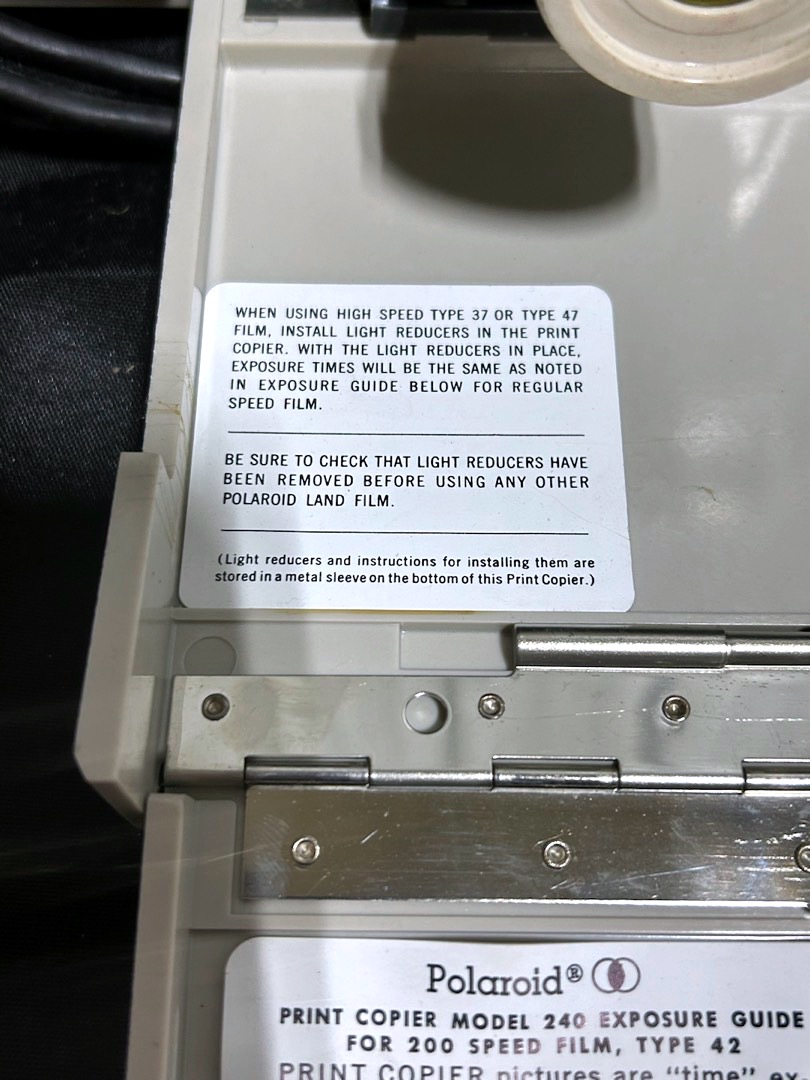 WHEN USING HIGH SPEED TYPE 37 OR TYPE 47
FILM, INSTALL LIGHT REDUCERS IN THE PRINT
COPIER. WITH THE LIGHT REDUCERS IN PLACE,
EXPOSURE TIMES WILL BE THE SAME AS NOTED
IN EXPOSURE GUIDE BELOW FOR REGULAR
SPEED FILM.
BE SURE TO CHECK THAT LIGHT REDUCERS HAVE
BEEN REMOVED BEFORE USING ANY OTHER
POLAROID LAND FILM.
(Light reducers and instructions for installing them are
stored in a metal sleeve on the bottom of this Print Copier.)
Polaroid®
PRINT COPIER MODEL 240 EXPOSURE GUIDE
FOR 200 SPEED FILM, TYPE 42
PRINT COPIER pictures are "time" ex-